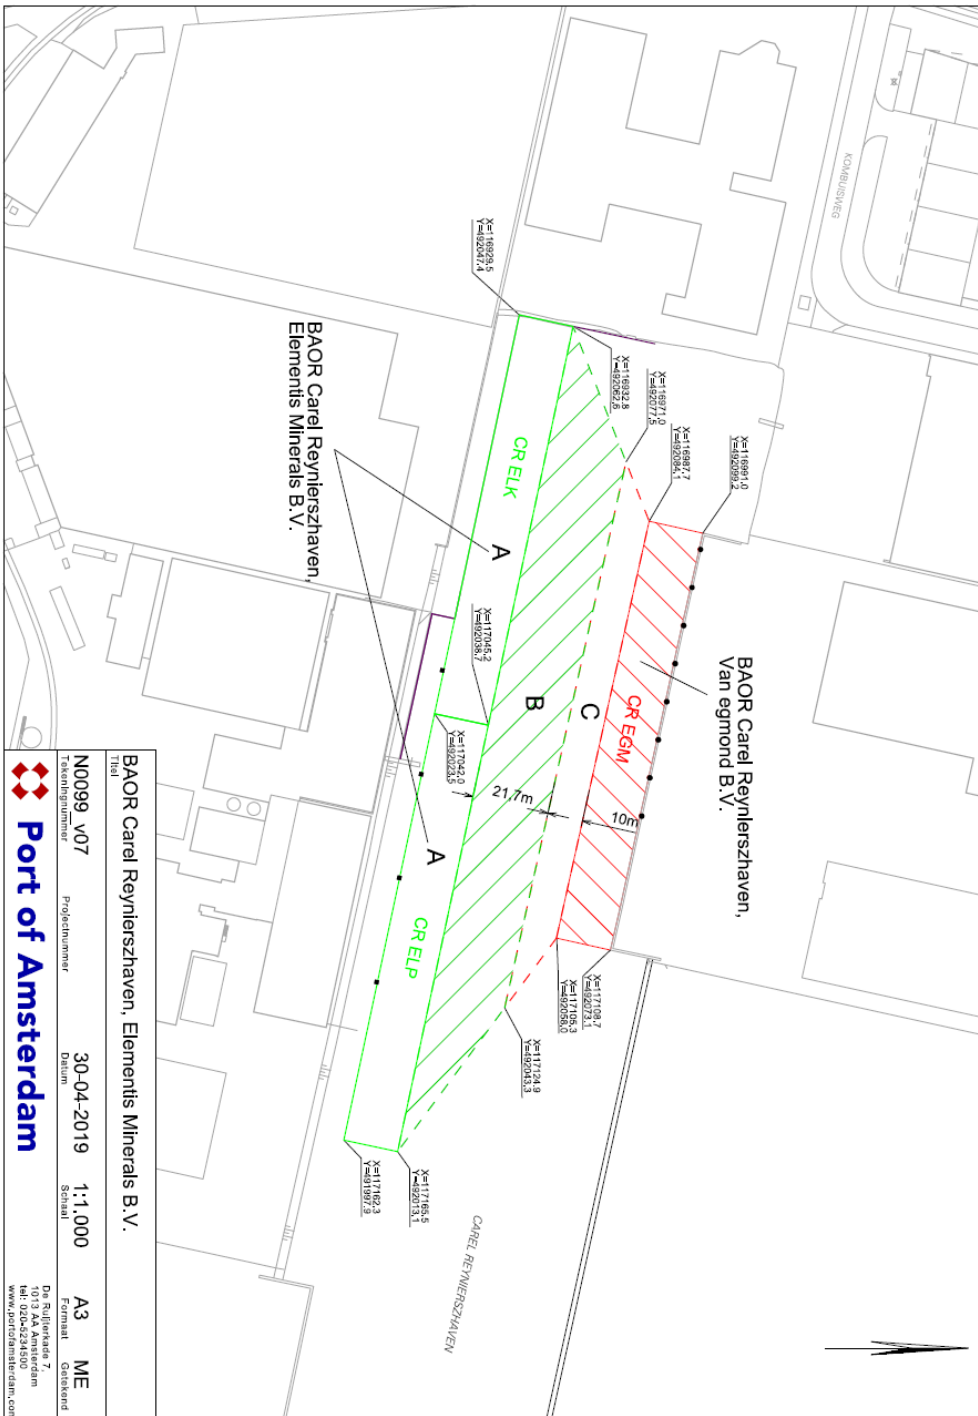 KOMBUISWEG
X=116929.5
Y=492047.4
X=116932.8
Y=492062.6
X=116971.0
Y=492077.5
X=116987.7
Y=492084.1
X=116991.0
Y=492099.2
BAOR Carel Reynierszhaven,
Elementis Minerals B.V.
CR ELK
A
X=117045.2
Y=492038.7
X=117042.0
Y=492023.5
B
C
CR EGM
BAOR Carel Reynierszhaven,
Van egmond B.V.
21,7m
10m
A
CR ELP
X=117108.7
Y=492073.1
X=117105.3
Y=492058.0
X=117124.9
Y=492043.3
X=117165.5
Y=492013.1
X=117162.3
Y=491997.9
CAREL REYNIERSZHAVEN
BAOR Carel Reynierszhaven, Elementis Minerals B.V.
Titel
N0099_v07 30-04-2019 1:1.000 A3 ME
Tekeningnummer Projectnummer Datum Schaal Formaat Getekend
Port of Amsterdam
De Ruijterkade 7,
1013 AA Amsterdam
tel: 020-5234500
www.portofamsterdam.com